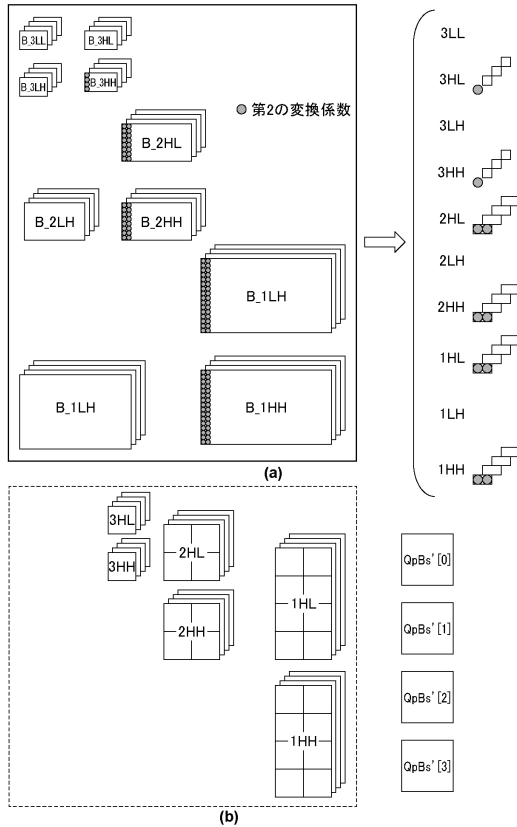 B_3LL
B_3HL
B_3LH
B_3HH
第2の変換係数
B_2HL
B_2LH
B_2HH
B_1LH
B_1LH
B_1HH
(a)
3LL
3HL
3LH
3HH
2HL
2LH
2HH
1HL
1LH
1HH
3HL
3HH
2HL
2HH
1HL
1HH
(b)
QpBs'[0]
QpBs'[1]
QpBs'[2]
QpBs'[3]